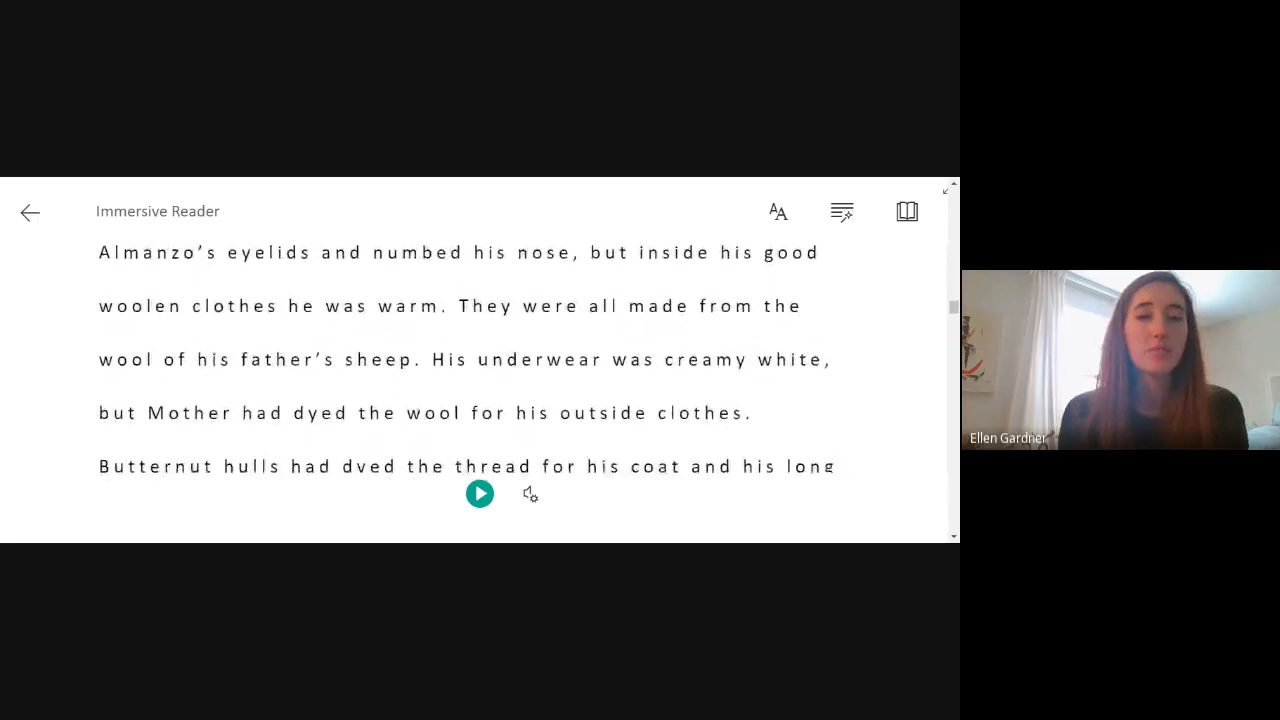 Immersive Reader
Almanzo's eyelids and numbed his nose, but inside his good
woolen clothes he was warm. They were all made from the
wool of his father's sheep. His underwear was creamy white,
but Mother had dyed the wool for his outside clothes.
Butternut hulls had dyed the thread for his coat and his long
Ellen Gardner